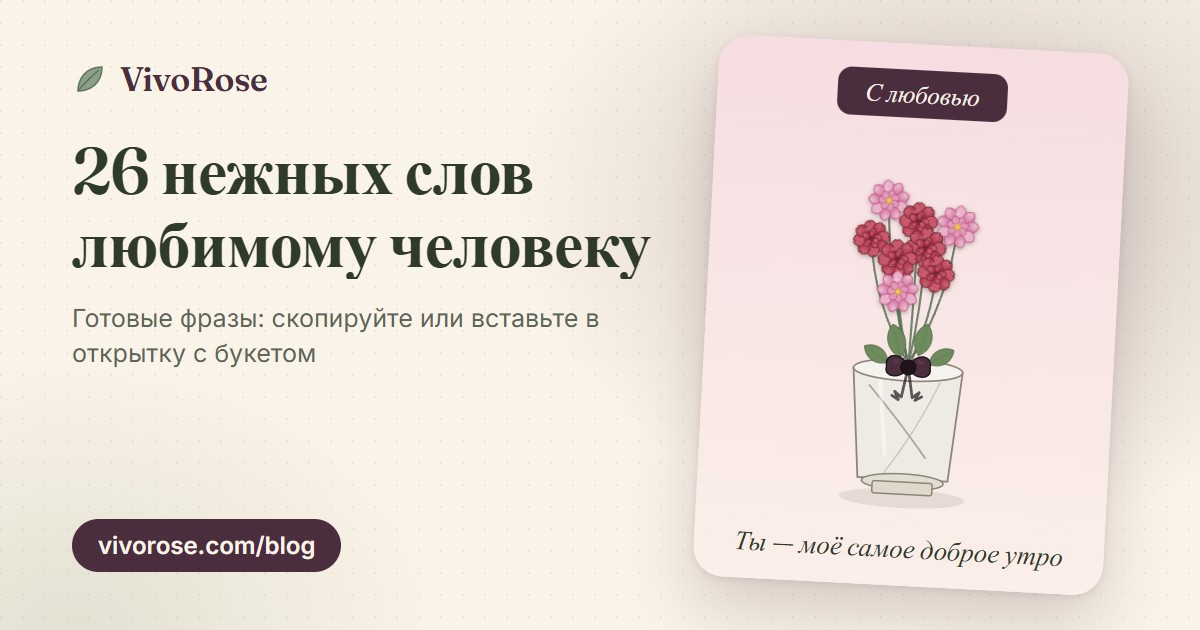 VivoRose
26 нежных слов
любимому человеку
Готовые фразы: скопируйте или вставьте в
открытку с букетом
vivorose.com/blog
С любовью
Ты — моё самое доброе утро